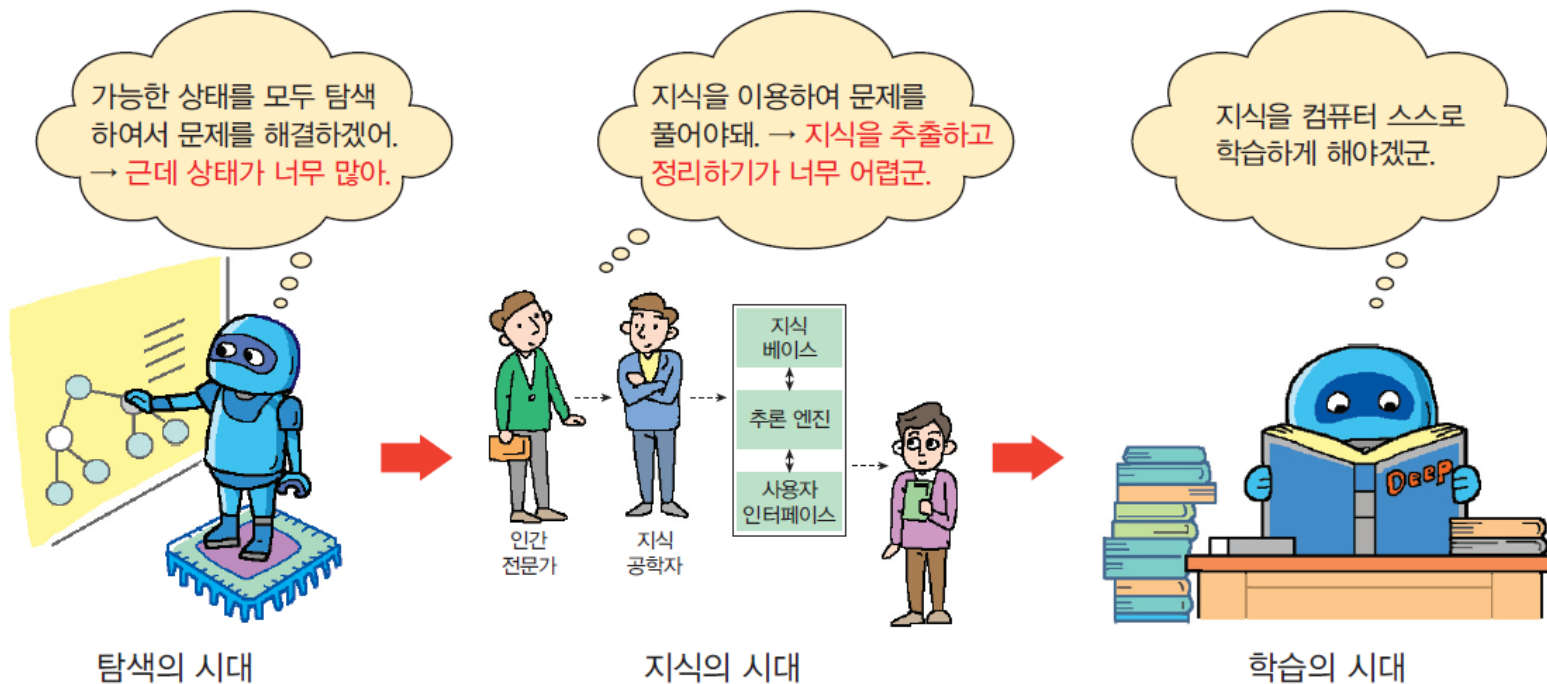 가능한 상태를 모두 탐색
하여서 문제를 해결하겠어.
→ 근데 상태가 너무 많아.
지식을 이용하여 문제를
풀어야돼. → 지식을 추출하고
정리하기가 너무 어렵군.
지식을 컴퓨터 스스로
학습하게 해야겠군.
지식
베이스
추론 엔진
사용자
인터페이스
인간
전문가
지식
공학자
Deep
탐색의 시대
지식의 시대
학습의 시대